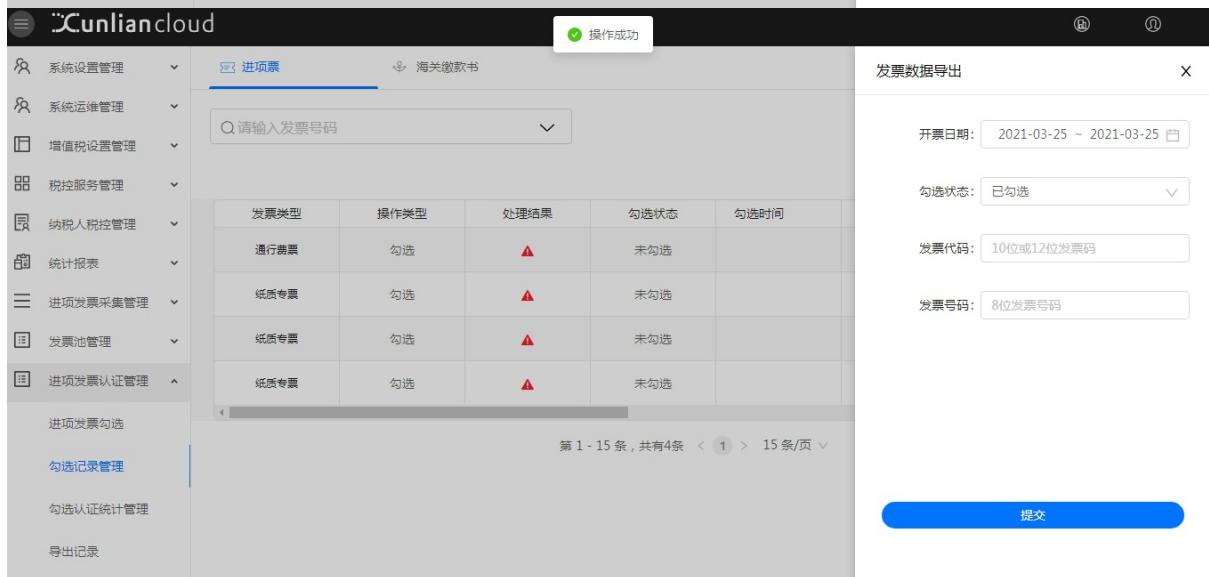 Xunliancloud
操作成功
系统设置管理
系统运维管理
增值税设置管理
税控服务管理
纳税人税控管理
统计报表
进项发票采集管理
发票池管理
进项发票认证管理
进项发票勾选
勾选记录管理
勾选认证统计管理
导出记录
进项票 海关缴款书
请输入发票号码
发票类型 操作类型 处理结果 勾选状态 勾选时间
通行费票 勾选 未勾选
纸质专票 勾选 未勾选
纸质专票 勾选 未勾选
纸质专票 勾选 未勾选
第 1 - 15 条，共有4条 < 1 > 15 条/页
发票数据导出 X
开票日期: 2021-03-25 ~ 2021-03-25
勾选状态: 已勾选
发票代码: 10位或12位发票码
发票号码: 8位发票号码
提交